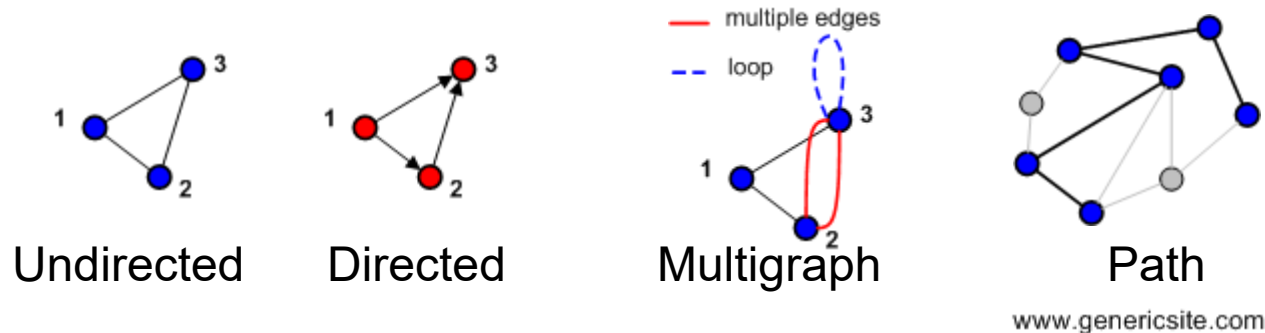 multiple edges
loop
3
1
2
3
1
2
3
1
2
Undirected
Directed
Multigraph
Path
www.genericsite.com